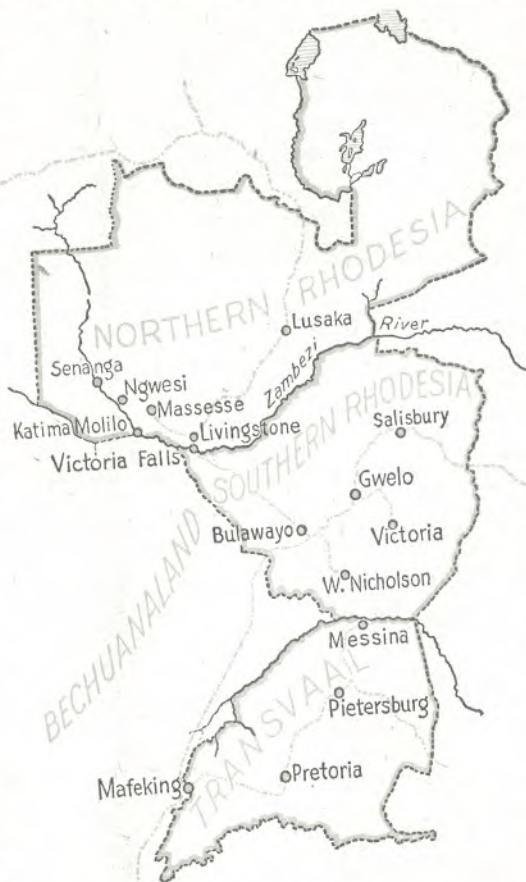 NORTHERN RHODESIA
Lusaka
River
Zambezi
Senanga
Ngwesi
Massesse
Katima Molilo
Livingstone
Victoria Falls
SOUTHERN RHODESIA
Salisbury
Gwelo
Bulawayo
Victoria
W. Nicholson
BECHUANALAND
Messina
TRANSVAAL
Pietersburg
Mafeking
Pretoria